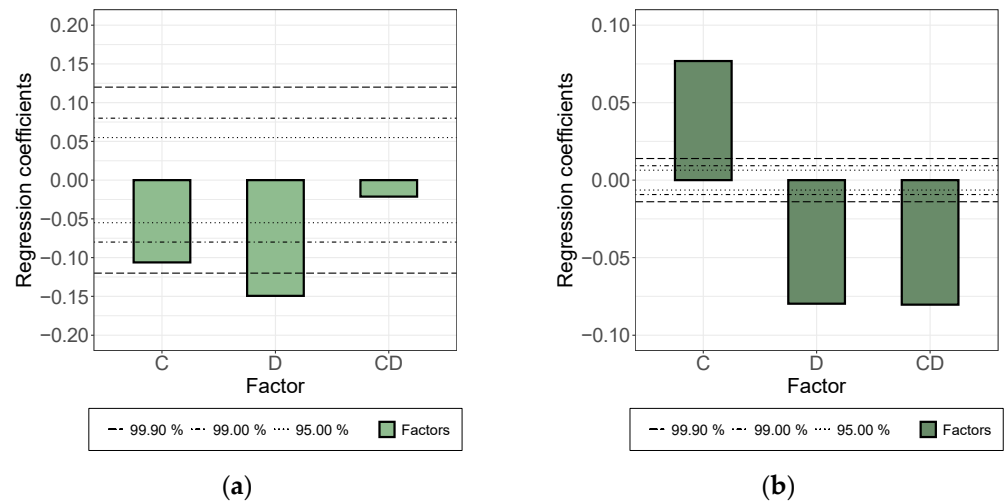 0.20
0.15
0.10
0.05
0.00
−0.05
−0.10
−0.15
−0.20
Regression coefficients
C D CD
Factor
99.90 % 99.00 % 95.00 % Factors
(a)
0.10
0.05
0.00
−0.05
−0.10
Regression coefficients
C D CD
Factor
99.90 % 99.00 % 95.00 % Factors
(b)